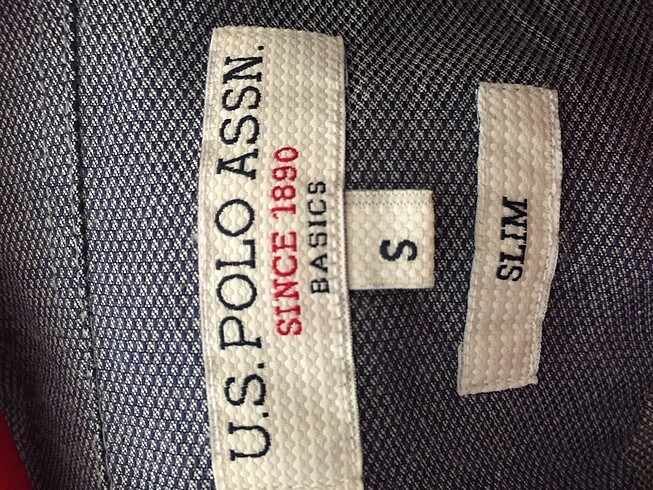 U.S. POLO ASSN.
SINCE 1890
BASICS
S
SLIM